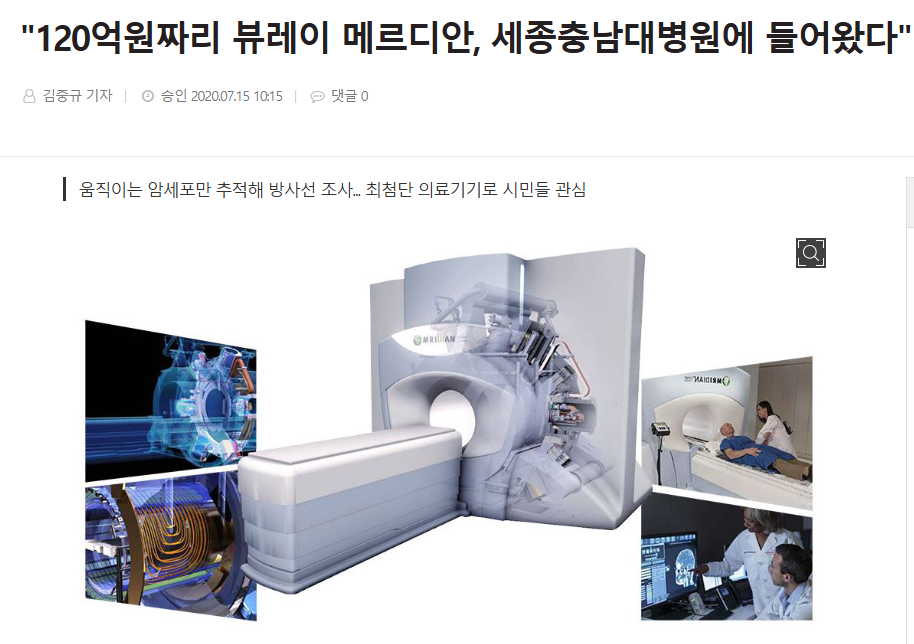 "120억원짜리 뷰레이 메르디안, 세종충남대병원에 들어왔다"
김중규 기자 승인 2020.07.15 10:15 댓글 0
움직이는 암세포만 추적해 방사선 조사... 최첨단 의료기기로 시민들 관심
MRIDIAN
MRIDIAN